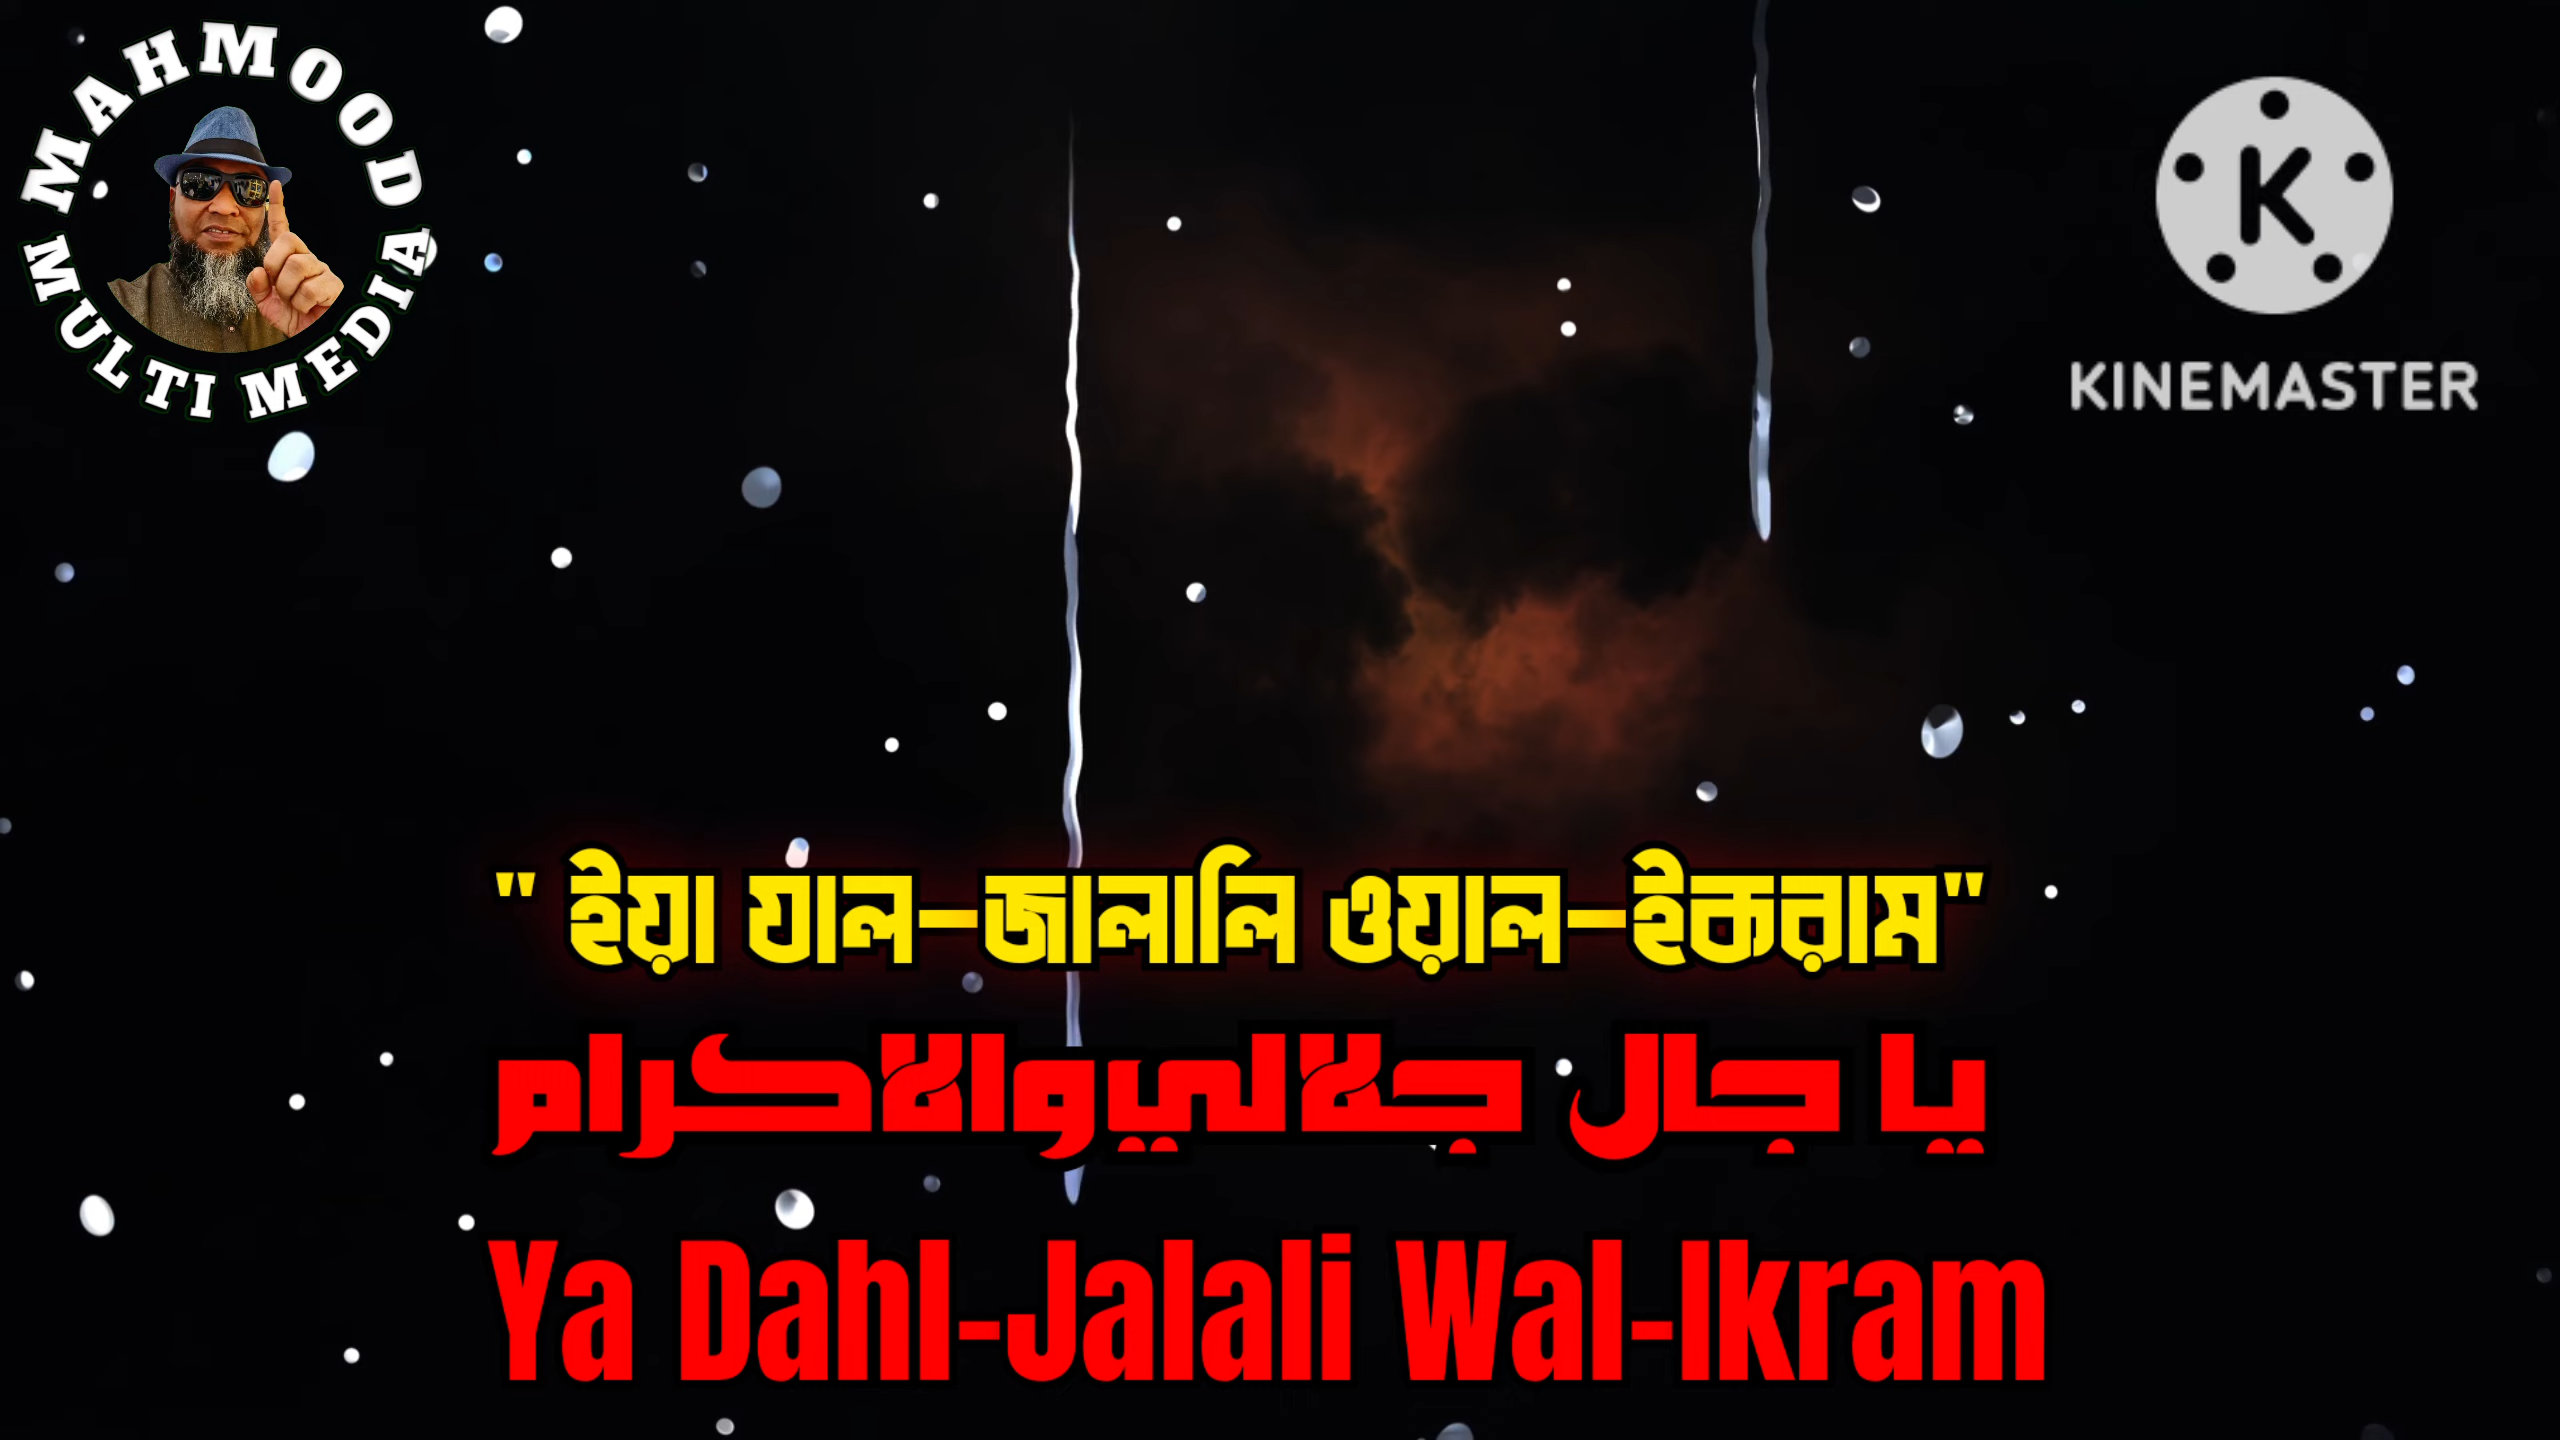 MAHMOOD
MULTI MEDIA
K
KINEMASTER
" ইয়া যাল-জালালি ওয়াল-ইকরাম"
يا جال جلالي والاكرام
Ya Dahl-Jalali Wal-Ikram